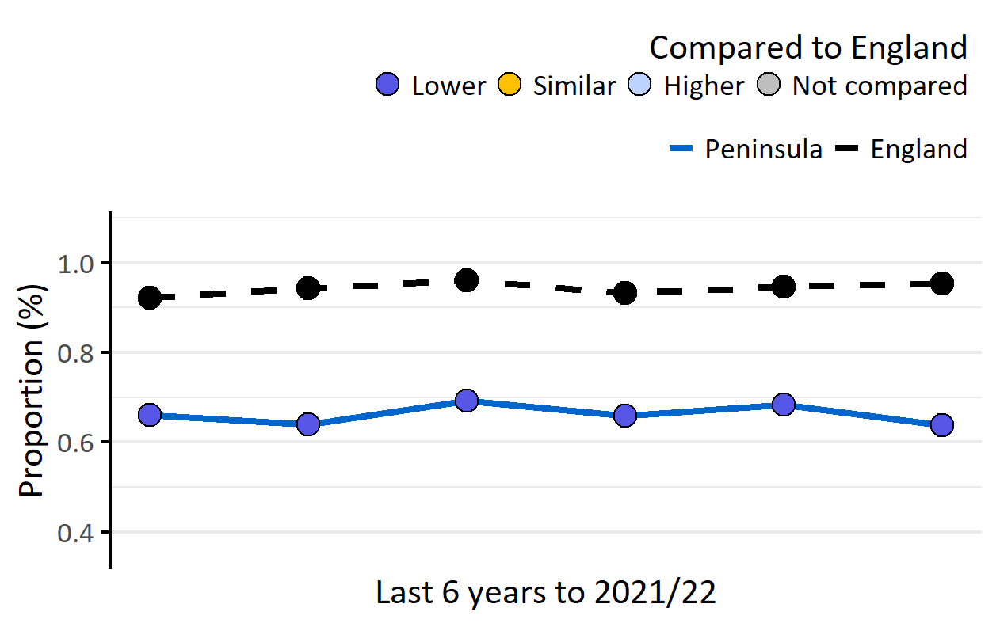 Compared to England
Lower Similar Higher Not compared
Peninsula England
Proportion (%)
1.0
0.8
0.6
0.4
Last 6 years to 2021/22